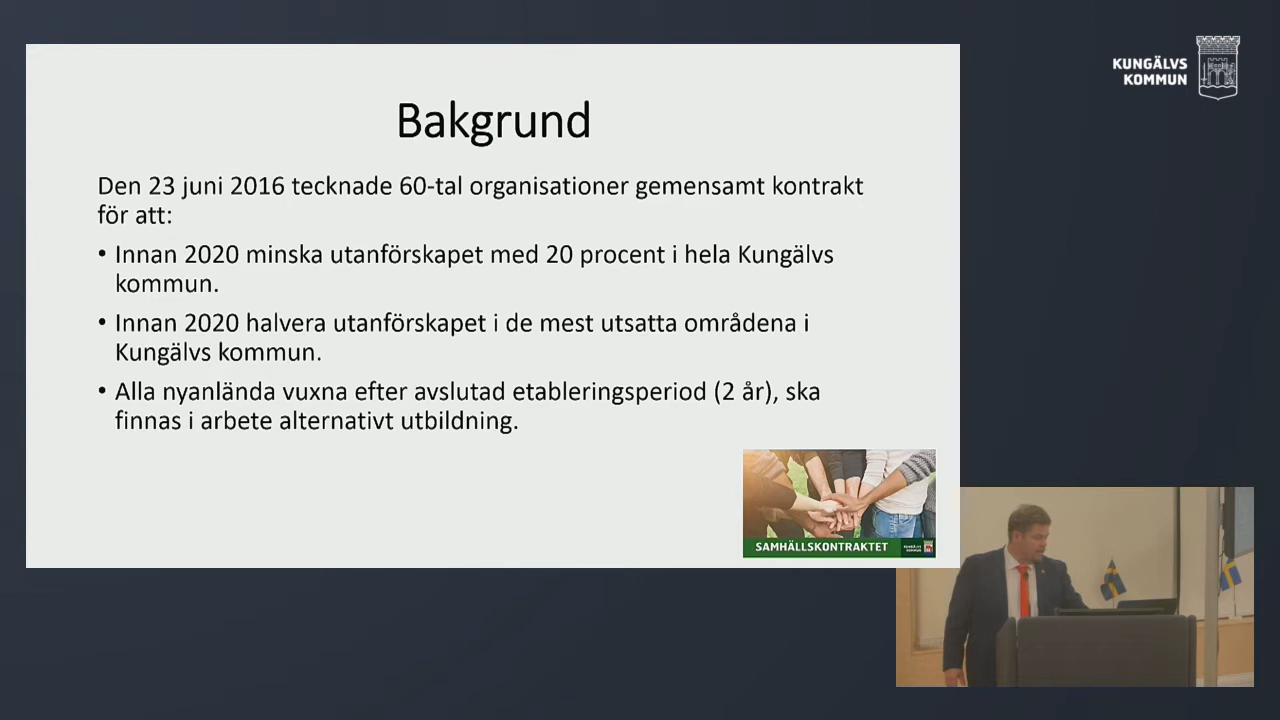 KUNGÄLVS
KOMMUN
Bakgrund
Den 23 juni 2016 tecknade 60-tal organisationer gemensamt kontrakt
för att:
• Innan 2020 minska utanförskapet med 20 procent i hela Kungälvs
kommun.
• Innan 2020 halvera utanförskapet i de mest utsatta områdena i
Kungälvs kommun.
• Alla nyanlända vuxna efter avslutad etableringsperiod (2 år), ska
finnas i arbete alternativt utbildning.
SAMHÄLLSKONTRAKTET
KUNGÄLVS
KOMMUN